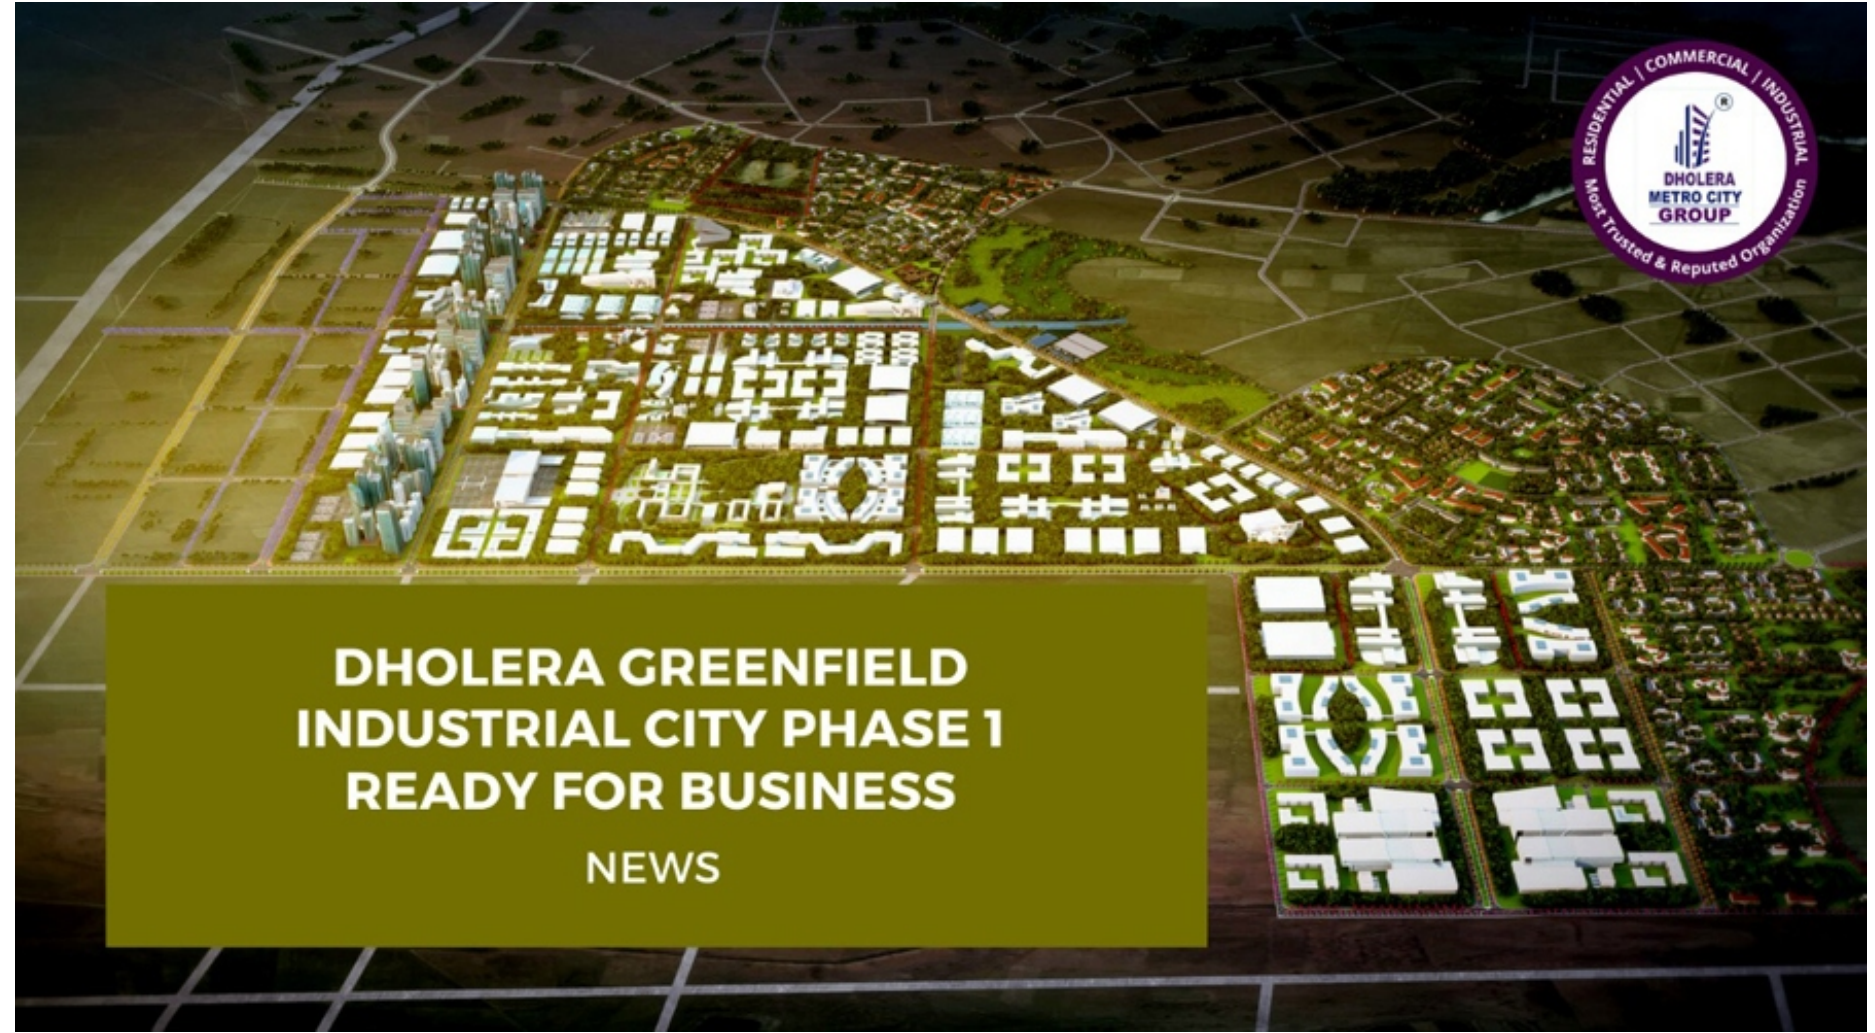 RESIDENTIAL | COMMERCIAL | INDUSTRIAL
®
DHOLERA
METRO CITY
GROUP
Most Trusted & Reputed Organization
DHOLERA GREENFIELD
INDUSTRIAL CITY PHASE 1
READY FOR BUSINESS
NEWS